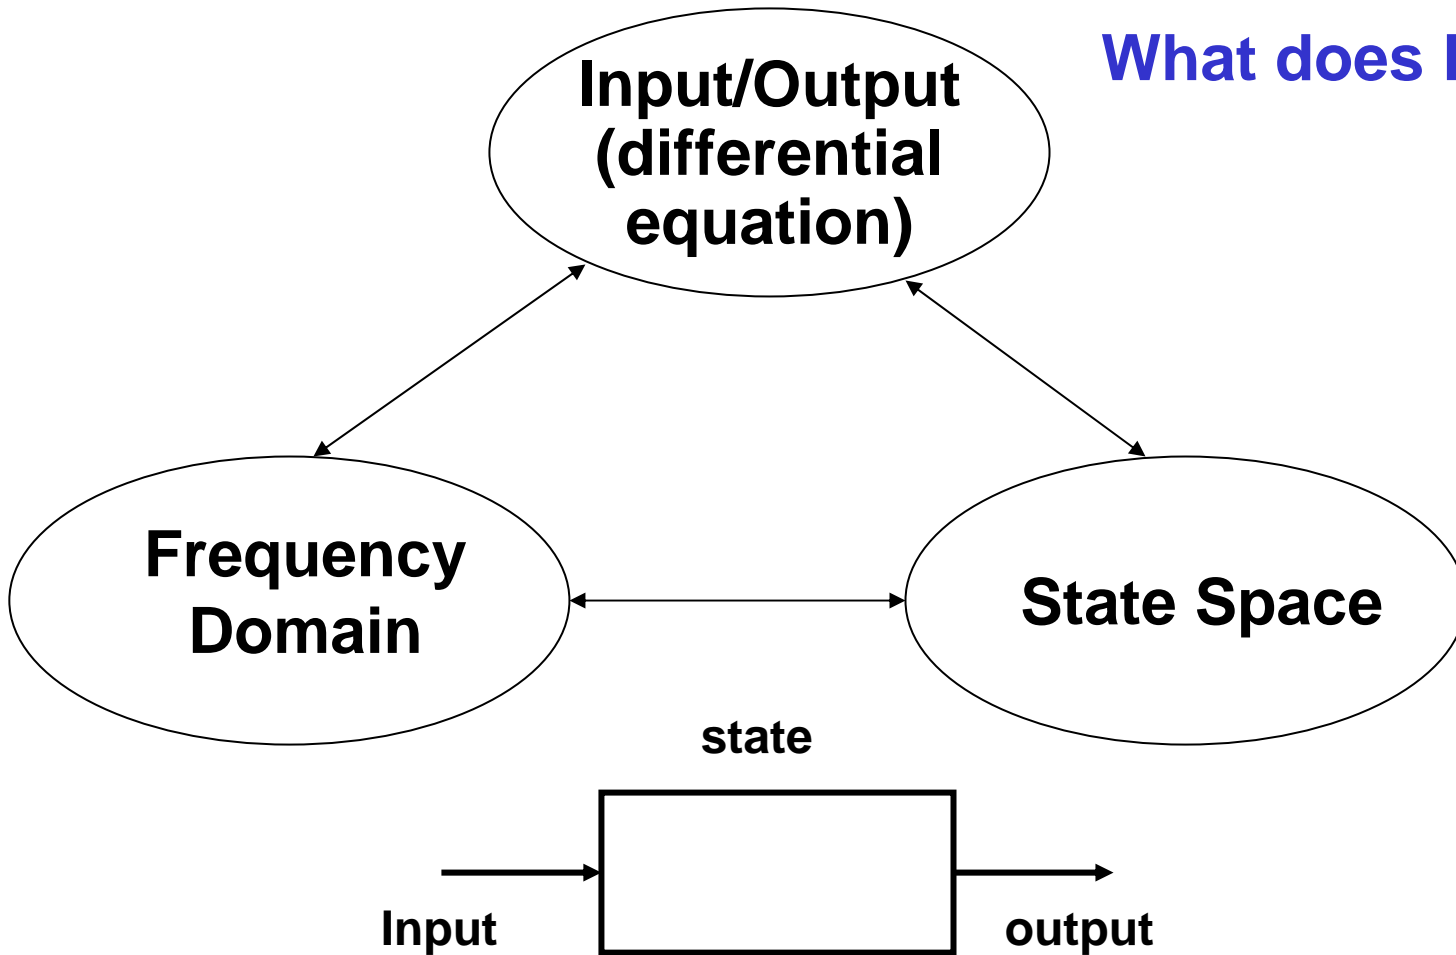 What does
Input/Output
(differential
equation)
Frequency
Domain
State Space
state
Input
output